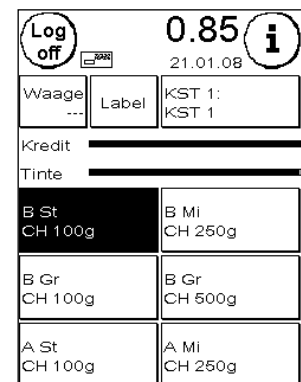 Log off
0.85
i
21.01.08
Waage
---
Label
KST 1:
KST 1
Kredit
Tinte
B St
CH 100g
B Mi
CH 250g
B Gr
CH 100g
B Gr
CH 500g
A St
CH 100g
A Mi
CH 250g